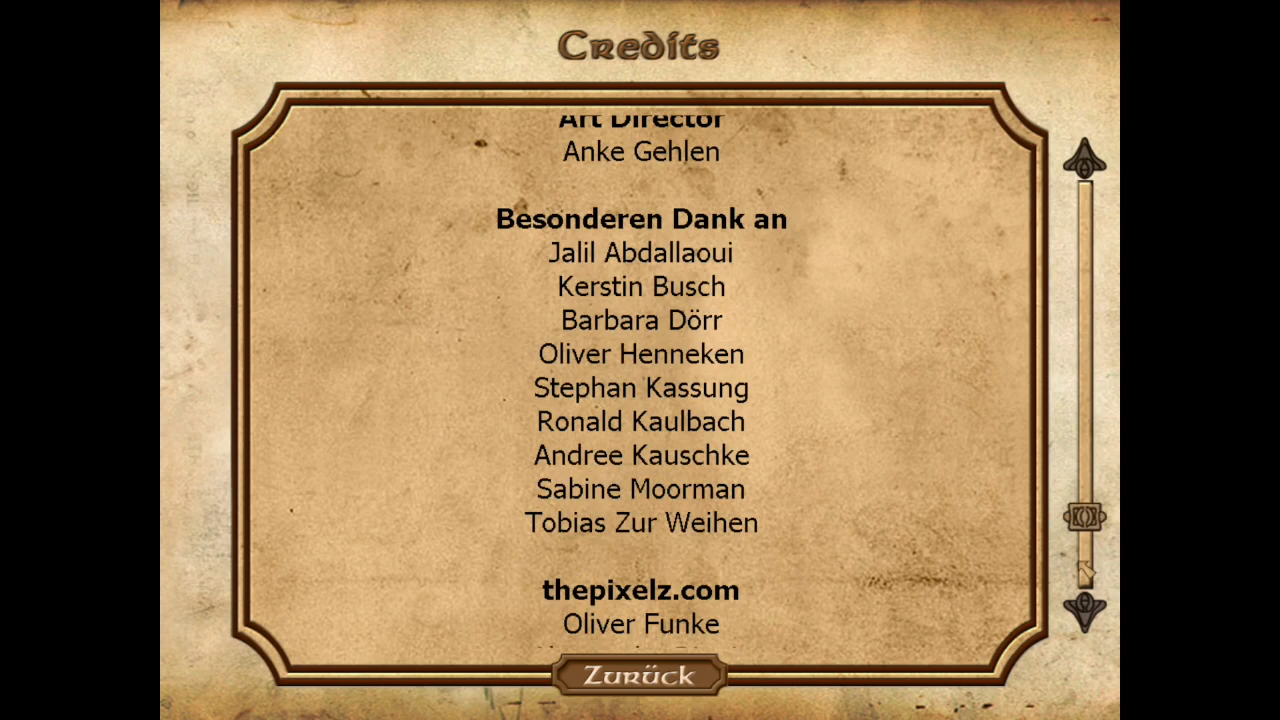 Credits
Art Director
Anke Gehlen
Besonderen Dank an
Jalil Abdallaoui
Kerstin Busch
Barbara Dörr
Oliver Henneken
Stephan Kassung
Ronald Kaulbach
Andree Kauschke
Sabine Moorman
Tobias Zur Weihen
thepixelz.com
Oliver Funke
Zurück